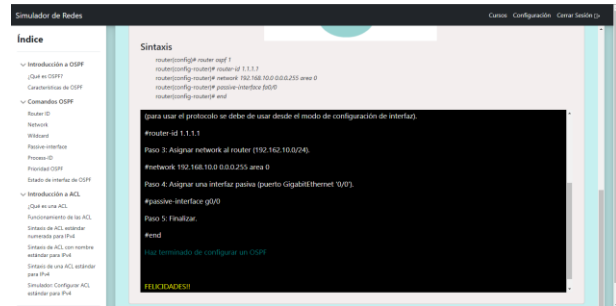 Simulador de Redes
Cursos Configuración Cerrar Sesión
Índice
Introducción a OSPF
¿Qué es OSPF?
Características de OSPF
Comandos OSPF
Router-ID
Network
Wildcard
Passive-interface
Process-ID
Prioridad OSPF
Estado de interfaz de OSPF
Introducción a ACL
¿Qué es una ACL
Funcionamiento de las ACL
Sintaxis de ACL estándar
numerada para IPv4
Sintaxis de ACL con nombre
estándar para IPv4
Sintaxis de una ACL estándar
para IPv4
Simulador: Configurar ACL
estándar para IPv4
Sintaxis
router(config)# router ospf 1
router(config-router)# router-id 1.1.1.1
router(config-router)# network 192.168.10.0 0.0.0.255 area 0
router(config-router)# passive-interface fa0/0
router(config-router)# end
(para usar el protocolo se debe de usar desde el modo de configuración de interfaz).
#router-id 1.1.1.1
Paso 3: Asignar network al router (192.162.10.0/24).
#network 192.168.10.0 0.0.0.255 area 0
Paso 4: Asignar una interfaz pasiva (puerto GigabitEthernet '0/0').
#passive-interface g0/0
Paso 5: Finalizar.
#end
Haz terminado de configurar un OSPF
FELICIDADES!!